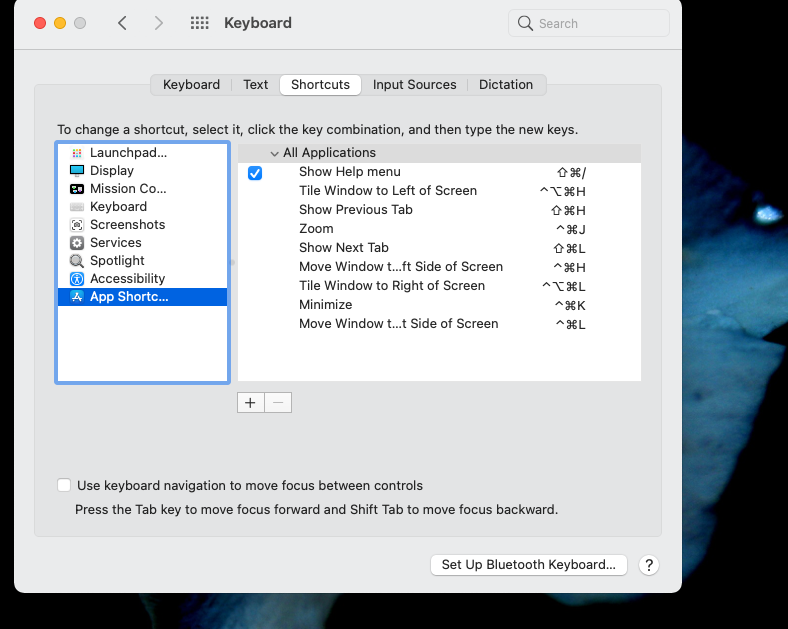 Keyboard
Search
Keyboard Text Shortcuts Input Sources Dictation
To change a shortcut, select it, click the key combination, and then type the new keys.
Launchpad...
Display
Mission Co...
Keyboard
Screenshots
Services
Spotlight
Accessibility
App Shortc...
All Applications
Show Help menu ⇧⌘/
Tile Window to Left of Screen ^⌥⌘H
Show Previous Tab ⇧⌘H
Zoom ^⌘J
Show Next Tab ⇧⌘L
Move Window t...ft Side of Screen ^⌘H
Tile Window to Right of Screen ^⌥⌘L
Minimize ^⌘K
Move Window t...t Side of Screen ^⌘L
+ −
Use keyboard navigation to move focus between controls
Press the Tab key to move focus forward and Shift Tab to move focus backward.
Set Up Bluetooth Keyboard... ?